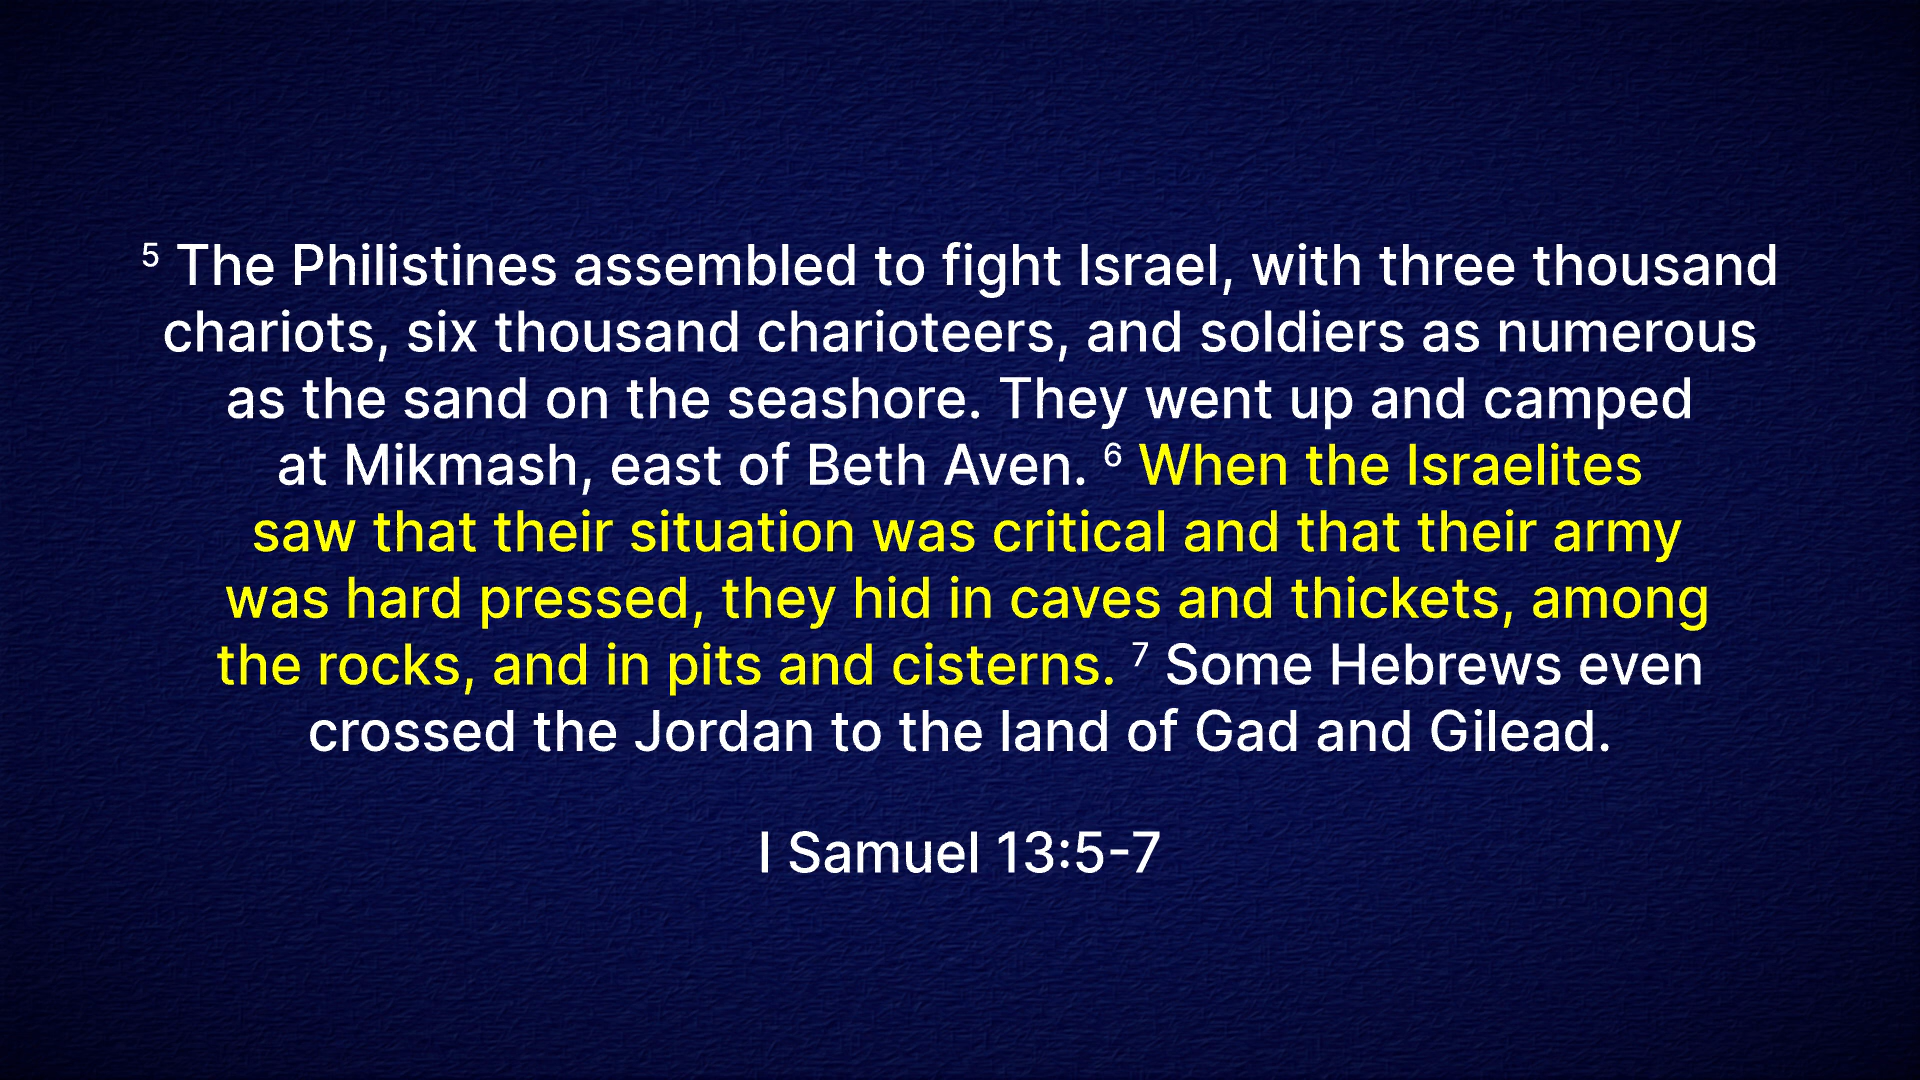 ⁵ The Philistines assembled to fight Israel, with three thousand
chariots, six thousand charioteers, and soldiers as numerous
as the sand on the seashore. They went up and camped
at Mikmash, east of Beth Aven. ⁶ When the Israelites
saw that their situation was critical and that their army
was hard pressed, they hid in caves and thickets, among
the rocks, and in pits and cisterns. ⁷ Some Hebrews even
crossed the Jordan to the land of Gad and Gilead.
I Samuel 13:5-7